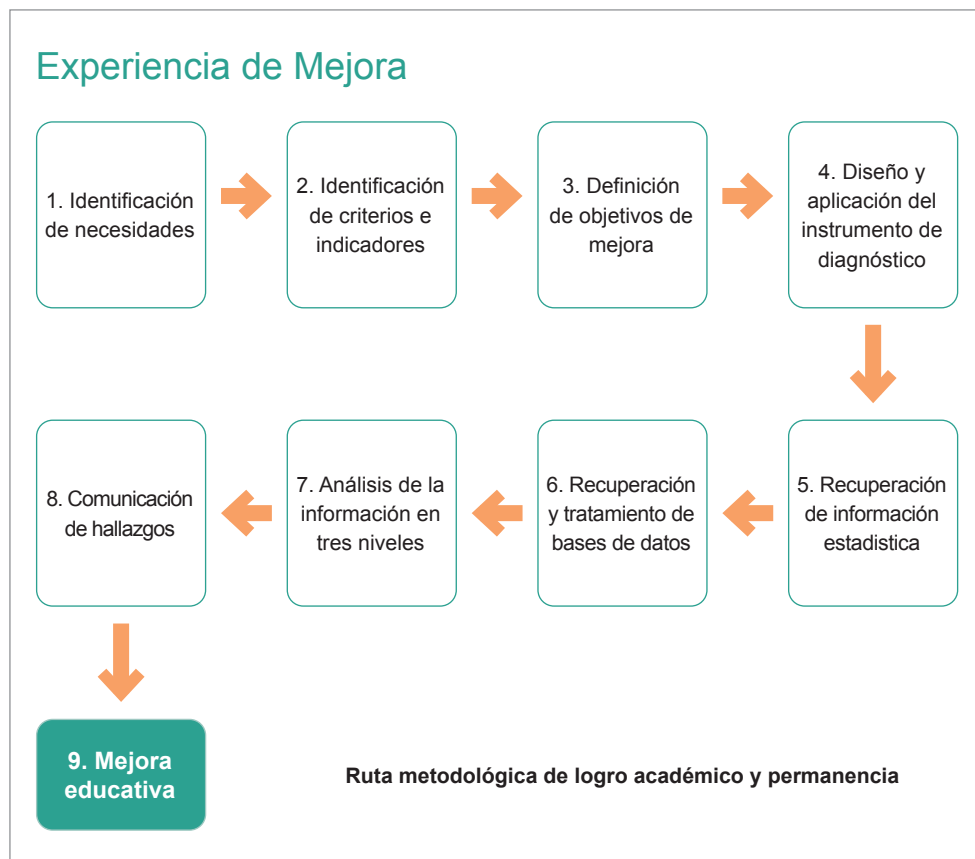 Experiencia de Mejora
1. Identificación
de necesidades
2. Identificación
de criterios e
indicadores
3. Definición
de objetivos de
mejora
4. Diseño y
aplicación del
instrumento de
diagnóstico
5. Recuperación
de información
estadistica
6. Recuperación
y tratamiento de
bases de datos
7. Análisis de la
información en
tres niveles
8. Comunicación
de hallazgos
9. Mejora
educativa
Ruta metodológica de logro académico y permanencia